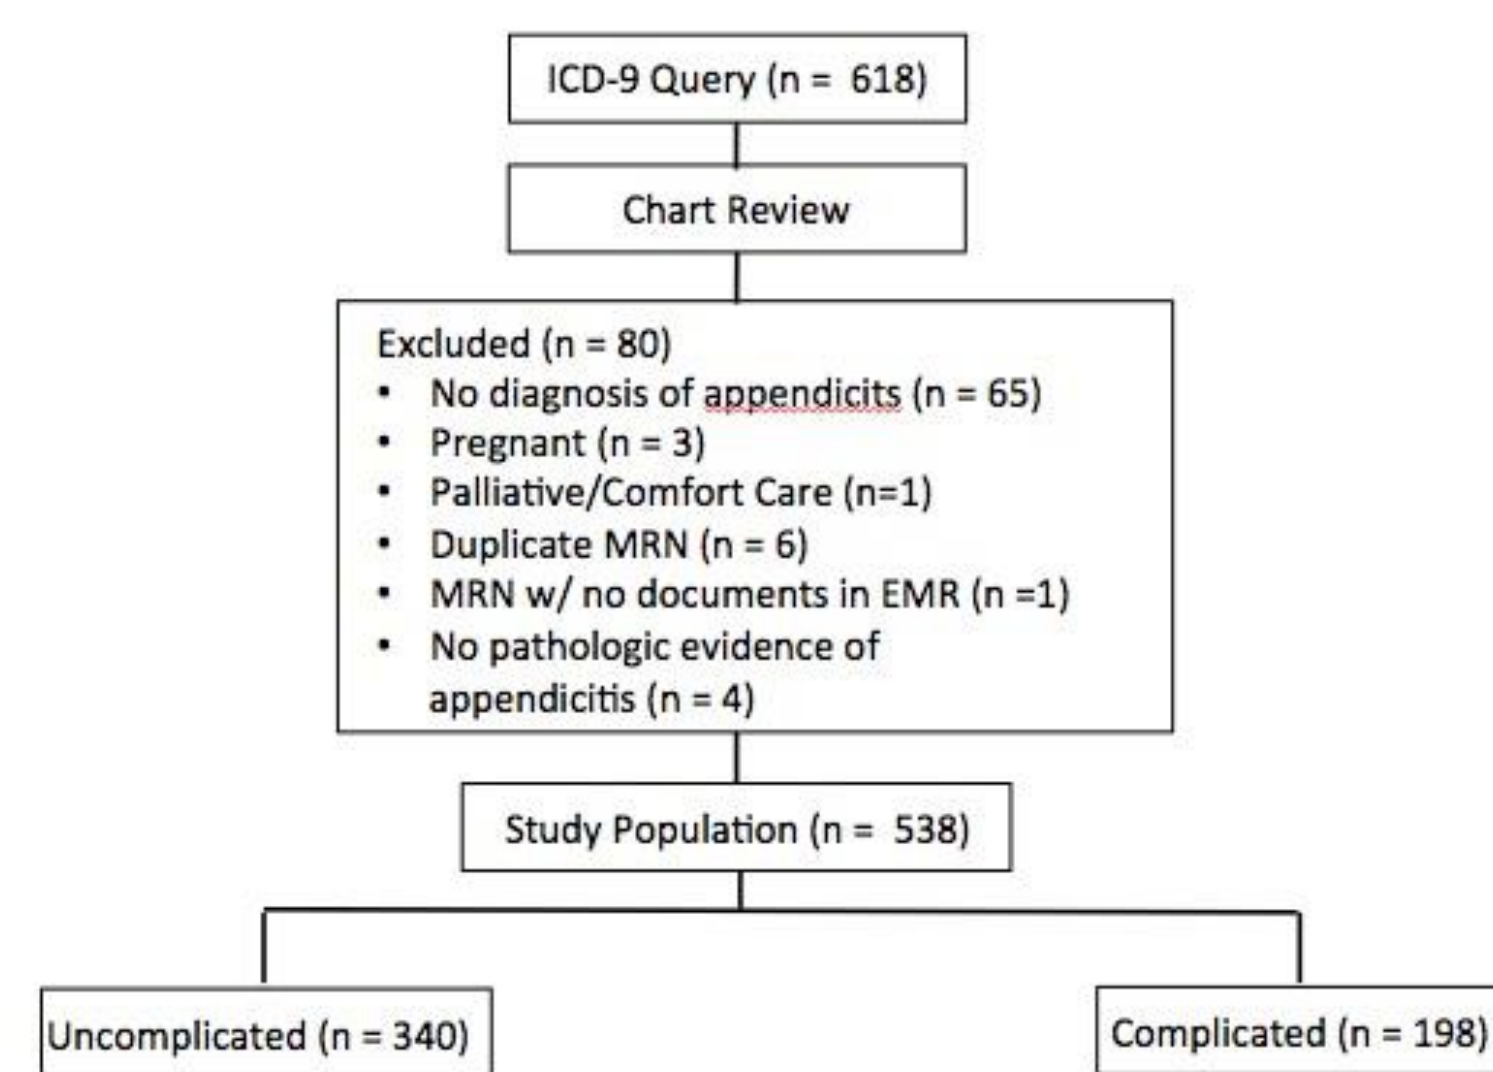 ICD-9 Query (n = 618)
Chart Review
Excluded (n = 80)
• No diagnosis of appendicits (n = 65)
• Pregnant (n = 3)
• Palliative/Comfort Care (n=1)
• Duplicate MRN (n = 6)
• MRN w/ no documents in EMR (n =1)
• No pathologic evidence of
appendicitis (n = 4)
Study Population (n = 538)
Uncomplicated (n = 340)
Complicated (n = 198)